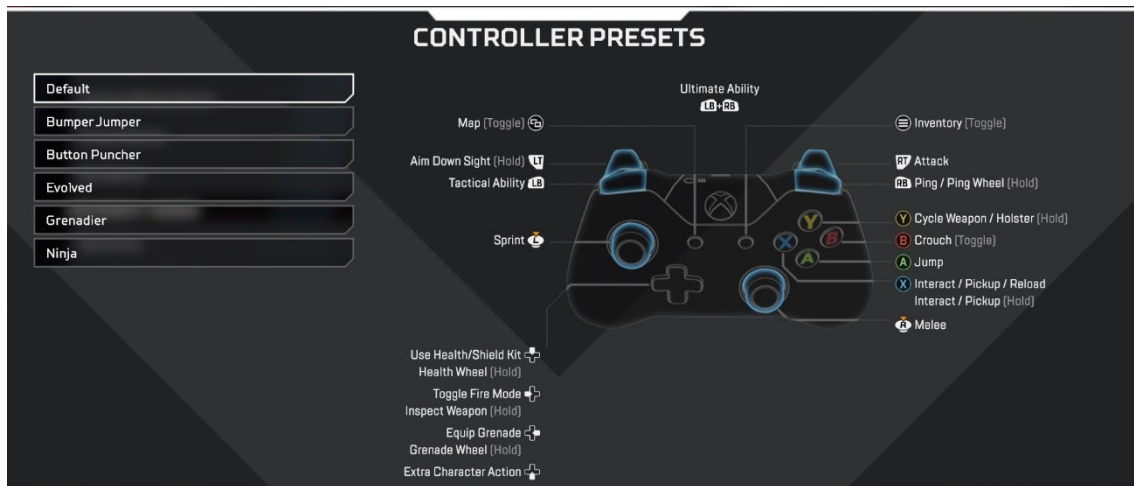 CONTROLLER PRESETS
Default
Bumper Jumper
Button Puncher
Evolved
Grenadier
Ninja
Ultimate Ability
LB+RB
Map (Toggle)
Aim Down Sight (Hold) LT
Tactical Ability LB
Sprint L
Use Health/Shield Kit
Health Wheel (Hold)
Toggle Fire Mode
Inspect Weapon (Hold)
Equip Grenade
Grenade Wheel (Hold)
Extra Character Action
Y
X B
A
Inventory (Toggle)
RT Attack
RB Ping / Ping Wheel (Hold)
Y Cycle Weapon / Holster (Hold)
B Crouch (Toggle)
A Jump
X Interact / Pickup / Reload
Interact / Pickup (Hold)
R Melee